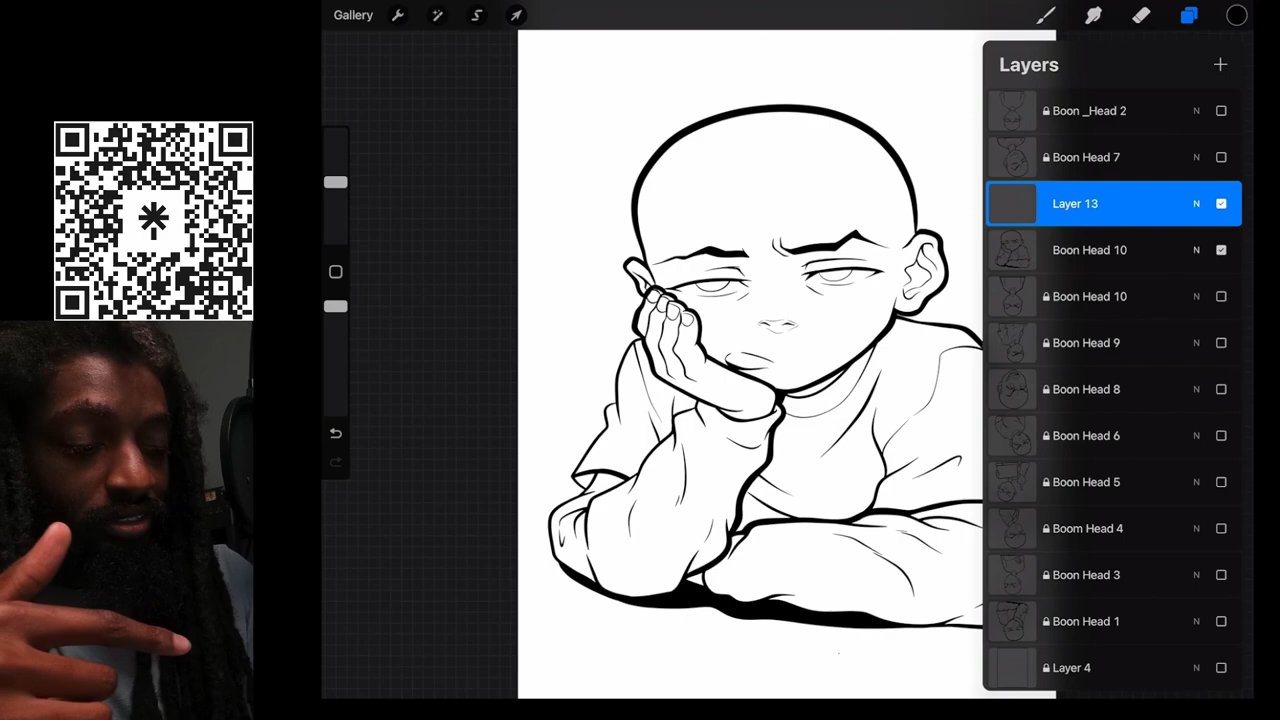 Gallery
Layers
Boon _Head 2 N
Boon Head 7 N
Layer 13 N
Boon Head 10 N
Boon Head 10 N
Boon Head 9 N
Boon Head 8 N
Boon Head 6 N
Boon Head 5 N
Boom Head 4 N
Boon Head 3 N
Boon Head 1 N
Layer 4 N